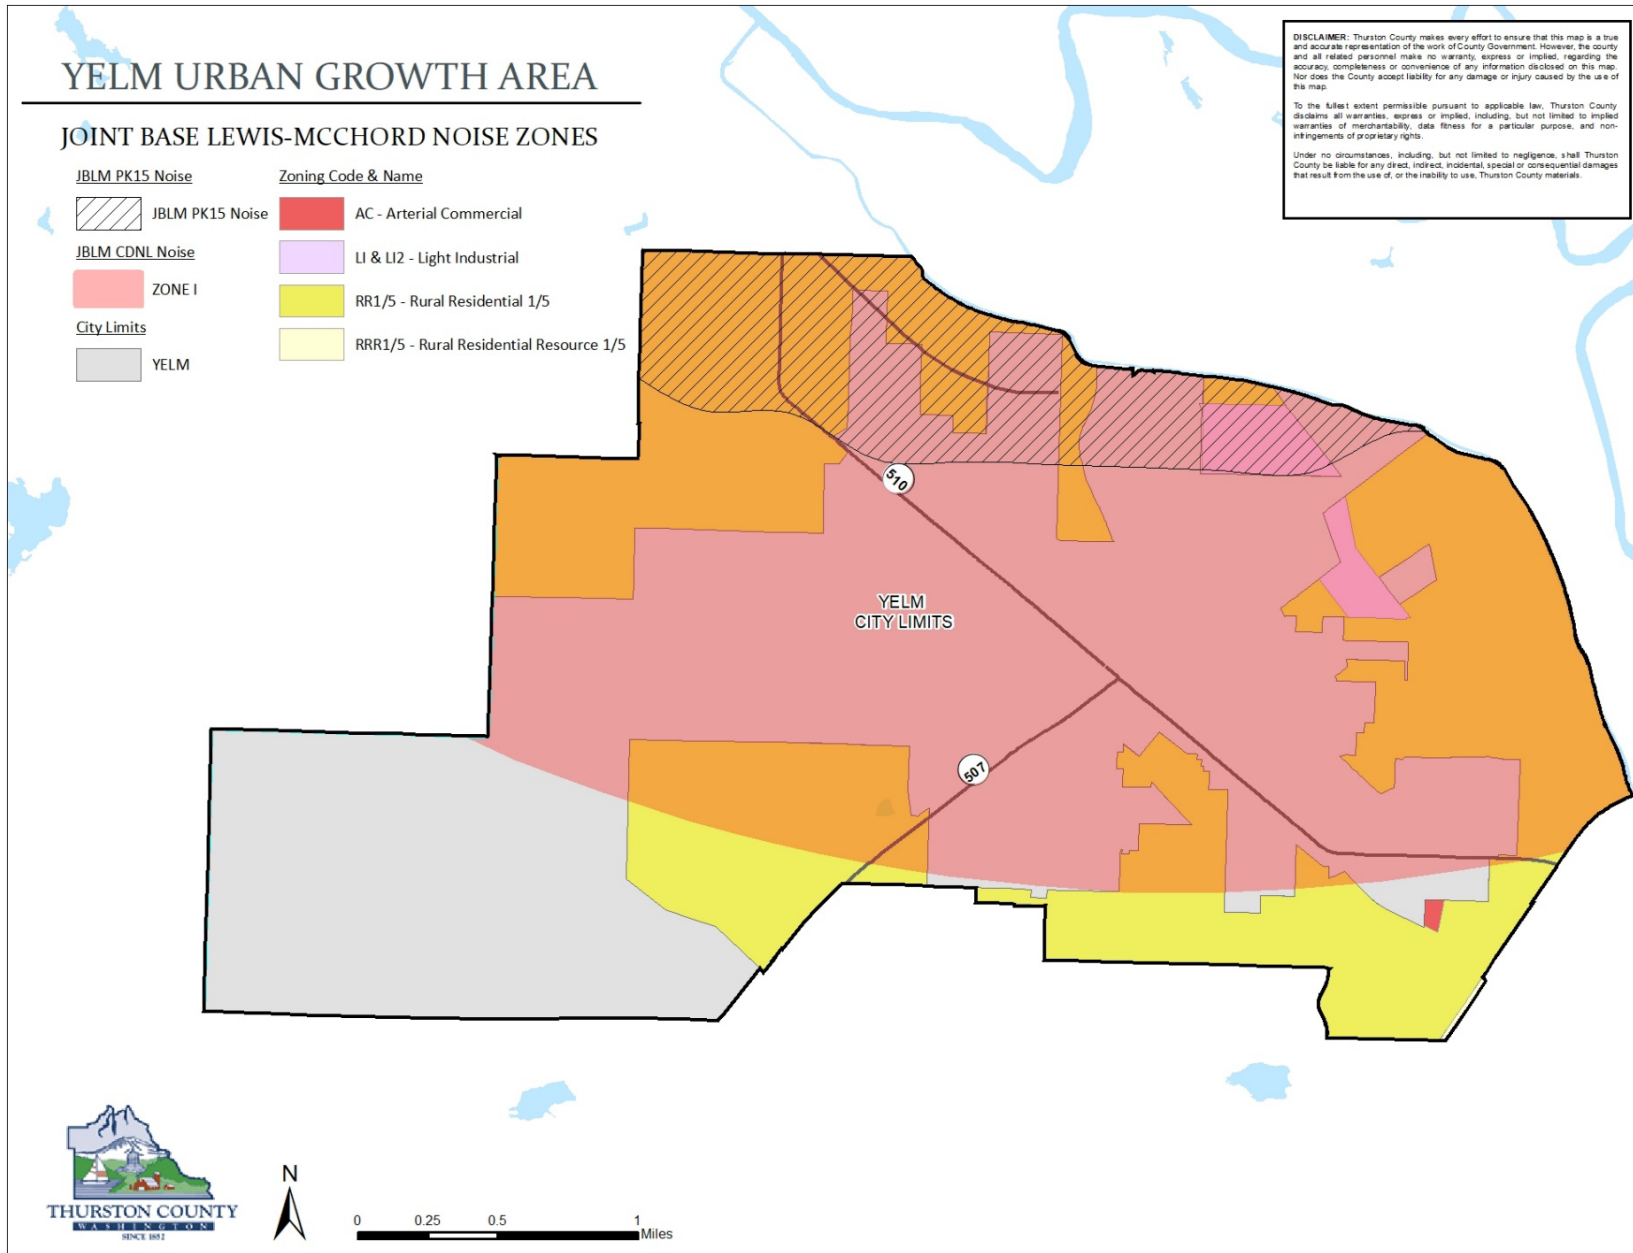 YELM URBAN GROWTH AREA
JOINT BASE LEWIS-MCCHORD NOISE ZONES
JBLM PK15 Noise
JBLM PK15 Noise
JBLM CDNL Noise
ZONE I
City Limits
YELM
Zoning Code & Name
AC - Arterial Commercial
LI & LI2 - Light Industrial
RR1/5 - Rural Residential 1/5
RRR1/5 - Rural Residential Resource 1/5
DISCLAIMER: Thurston County makes every effort to ensure that this map is a true
and accurate representation of the work of County Government. However, the county
and all related personnel make no warranty, express or implied, regarding the
accuracy, completeness or convenience of any information disclosed on this map.
Nor does the County accept liability for any damage or injury caused by the use of
this map.
To the fullest extent permissible pursuant to applicable law, Thurston County
disclaims all warranties, express or implied, including, but not limited to implied
warranties of merchantability, data fitness for a particular purpose, and non-
infringements of proprietary rights.
Under no circumstances, including, but not limited to negligence, shall Thurston
County be liable for any direct, indirect, incidental, special or consequential damages
that result from the use of, or the inability to use, Thurston County materials.
510
YELM
CITY LIMITS
507
THURSTON COUNTY
WASHINGTON
SINCE 1852
N
0 0.25 0.5 1
Miles